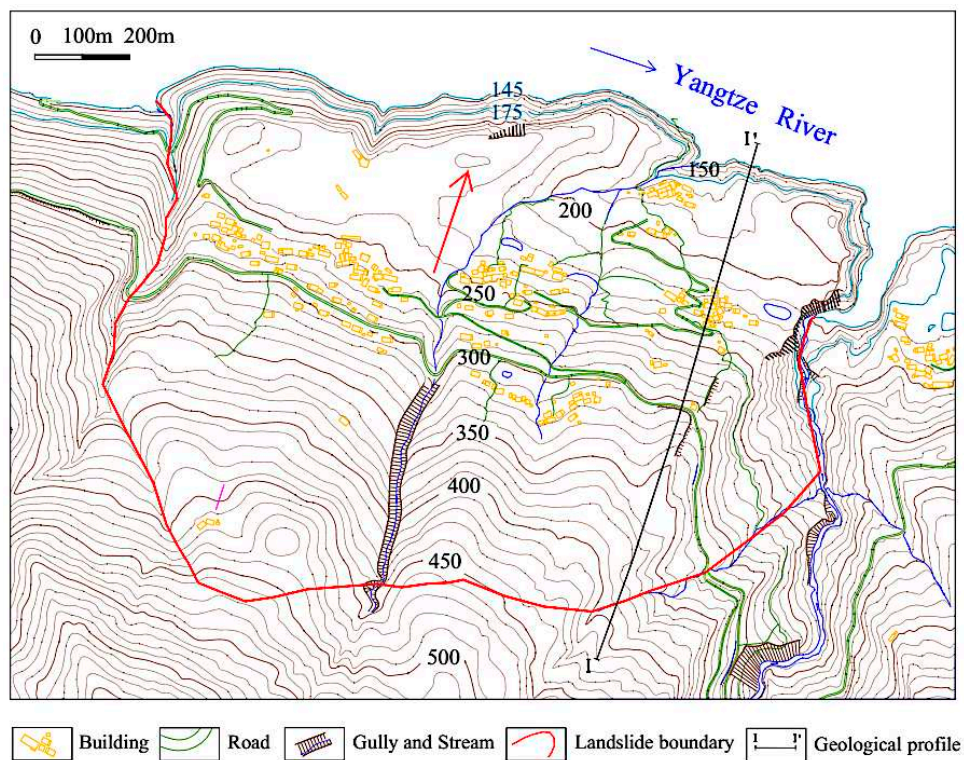 0 100m 200m
Yangtze River
145
175
I'
150
200
250
300
350
400
450
500
I
Building
Road
Gully and Stream
Landslide boundary
I I'
Geological profile